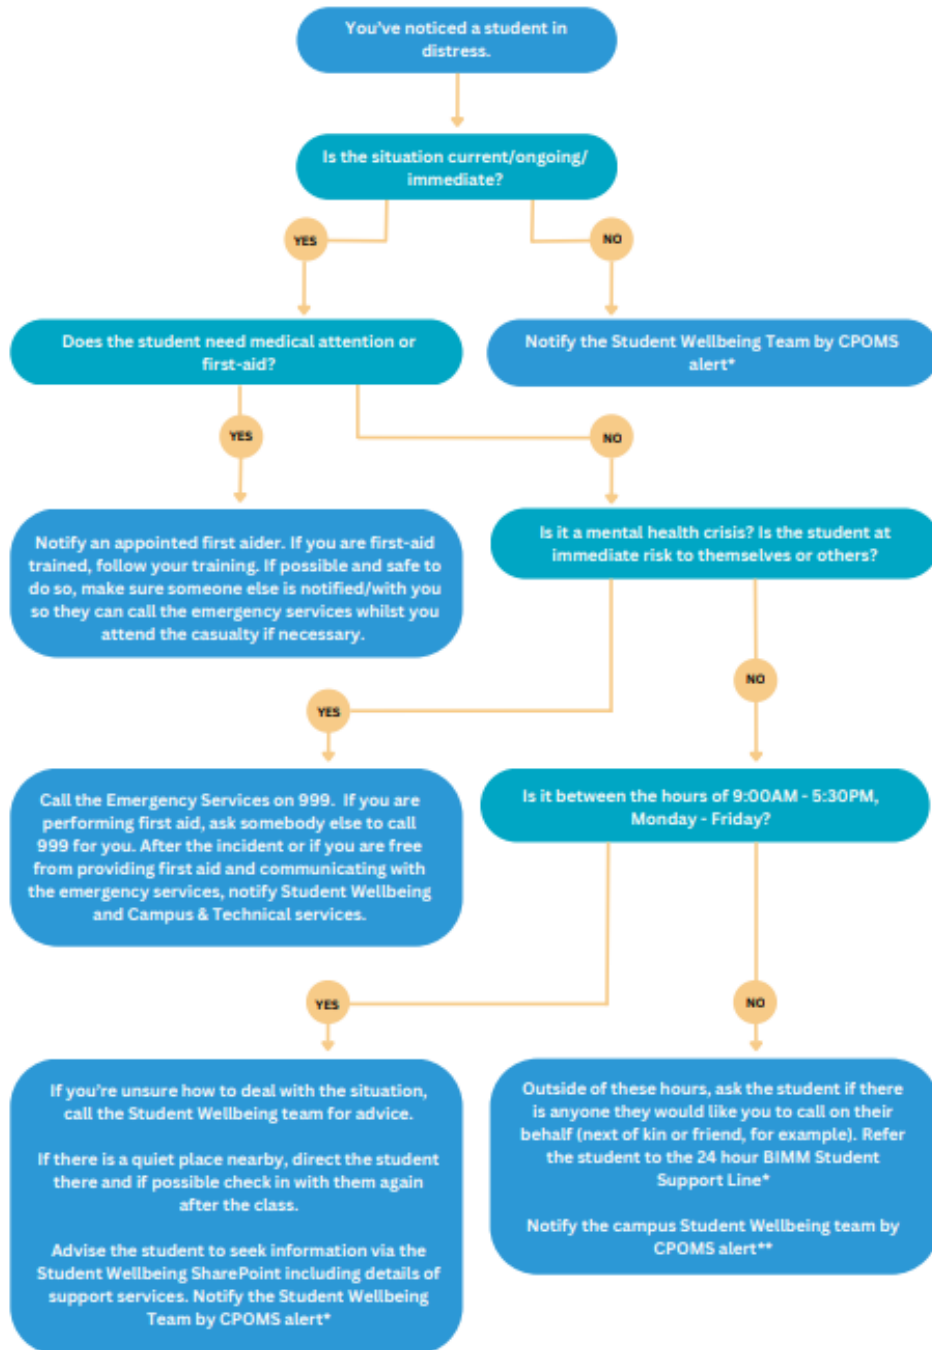 You've noticed a student in
distress.
Is the situation current/ongoing/
immediate?
YES
NO
Does the student need medical attention or
first-aid?
Notify the Student Wellbeing Team by CPOMS
alert*
YES
NO
Notify an appointed first aider. If you are first-aid
trained, follow your training. If possible and safe to
do so, make sure someone else is notified/with you
so they can call the emergency services whilst you
attend the casualty if necessary.
Is it a mental health crisis? Is the student at
immediate risk to themselves or others?
YES
NO
Call the Emergency Services on 999. If you are
performing first aid, ask somebody else to call
999 for you. After the incident or if you are free
from providing first aid and communicating with
the emergency services, notify Student Wellbeing
and Campus & Technical services.
Is it between the hours of 9:00AM - 5:30PM,
Monday - Friday?
YES
NO
If you're unsure how to deal with the situation,
call the Student Wellbeing team for advice.
If there is a quiet place nearby, direct the student
there and if possible check in with them again
after the class.
Advise the student to seek information via the
Student Wellbeing SharePoint including details of
support services. Notify the Student Wellbeing
Team by CPOMS alert*
Outside of these hours, ask the student if there
is anyone they would like you to call on their
behalf (next of kin or friend, for example). Refer
the student to the 24 hour BIMM Student
Support Line*
Notify the campus Student Wellbeing team by
CPOMS alert**